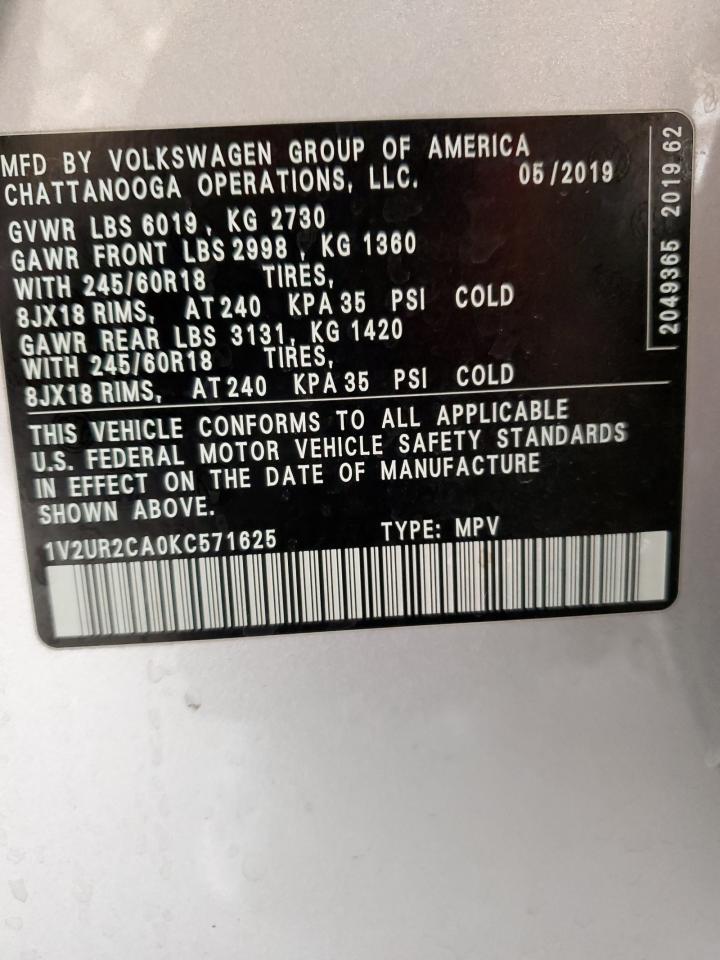 MFD BY VOLKSWAGEN GROUP OF AMERICA
CHATTANOOGA OPERATIONS, LLC. 05/2019
GVWR LBS 6019, KG 2730
GAWR FRONT LBS 2998, KG 1360
WITH 245/60R18 TIRES,
8JX18 RIMS, AT 240 KPA 35 PSI COLD
GAWR REAR LBS 3131, KG 1420
WITH 245/60R18 TIRES,
8JX18 RIMS, AT 240 KPA 35 PSI COLD
THIS VEHICLE CONFORMS TO ALL APPLICABLE
U.S. FEDERAL MOTOR VEHICLE SAFETY STANDARDS
IN EFFECT ON THE DATE OF MANUFACTURE
SHOWN ABOVE.
1V2UR2CA0KC571625 TYPE: MPV
2049365 2019 62